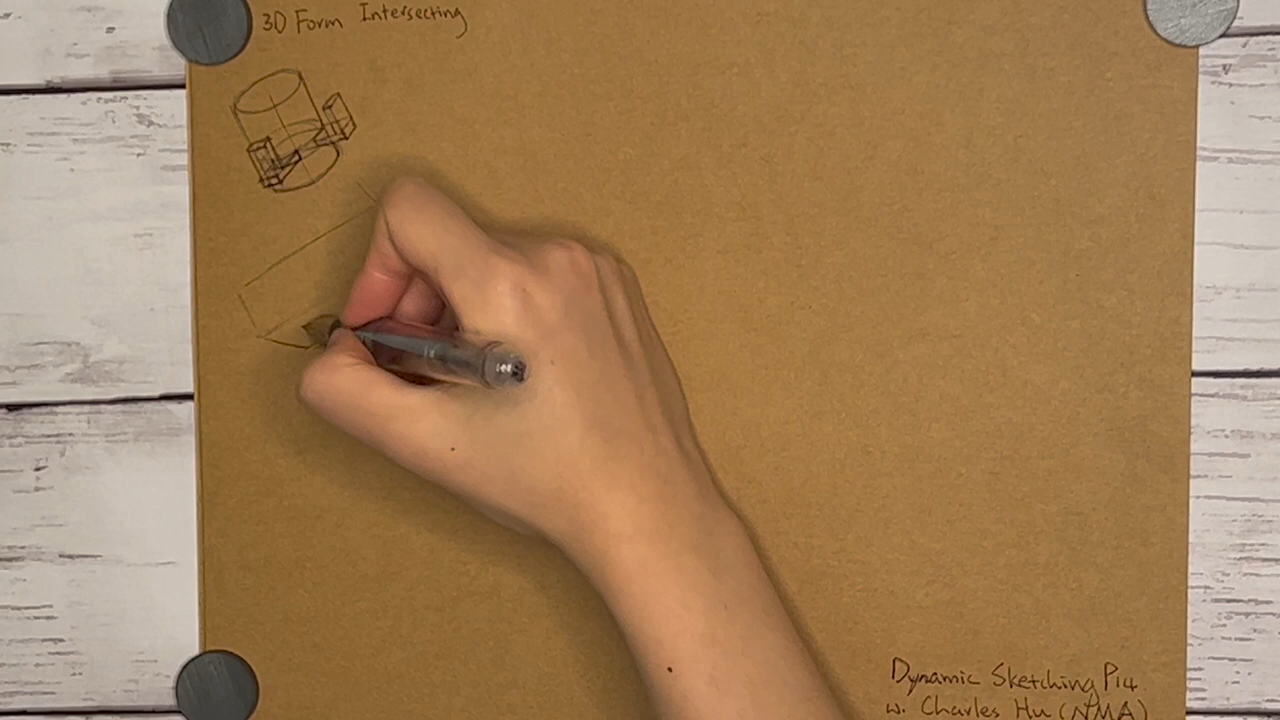 3D Form Intersecting
Dynamic Sketching P14
w. Charles Hu (NMA)